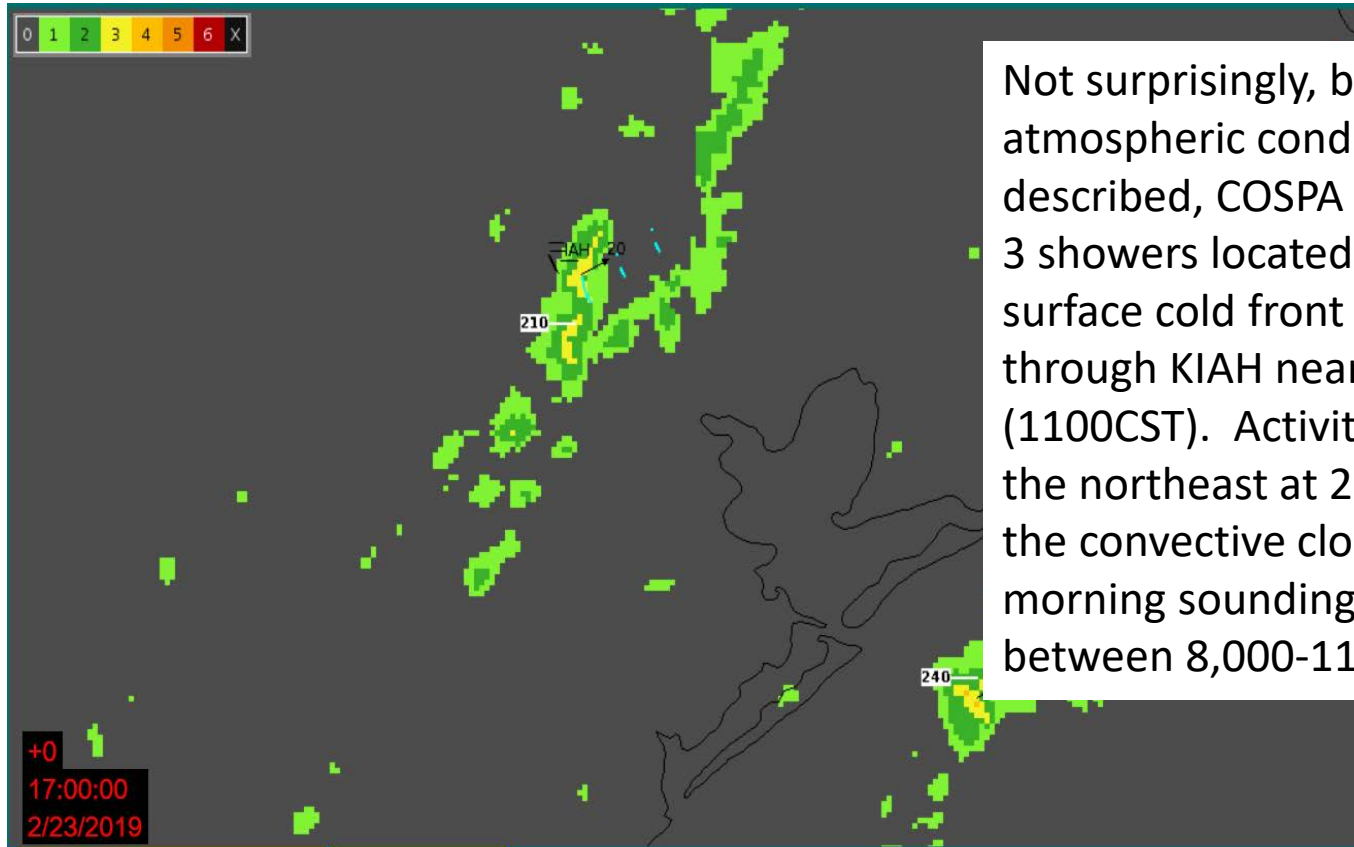 0 1 2 3 4 5 6 X
Not surprisingly, b
atmospheric cond
described, COSPA
3 showers located
surface cold front
through KIAH near
(1100CST). Activit
the northeast at 2
the convective clo
morning sounding
between 8,000-11
20
210
240
+0
17:00:00
2/23/2019